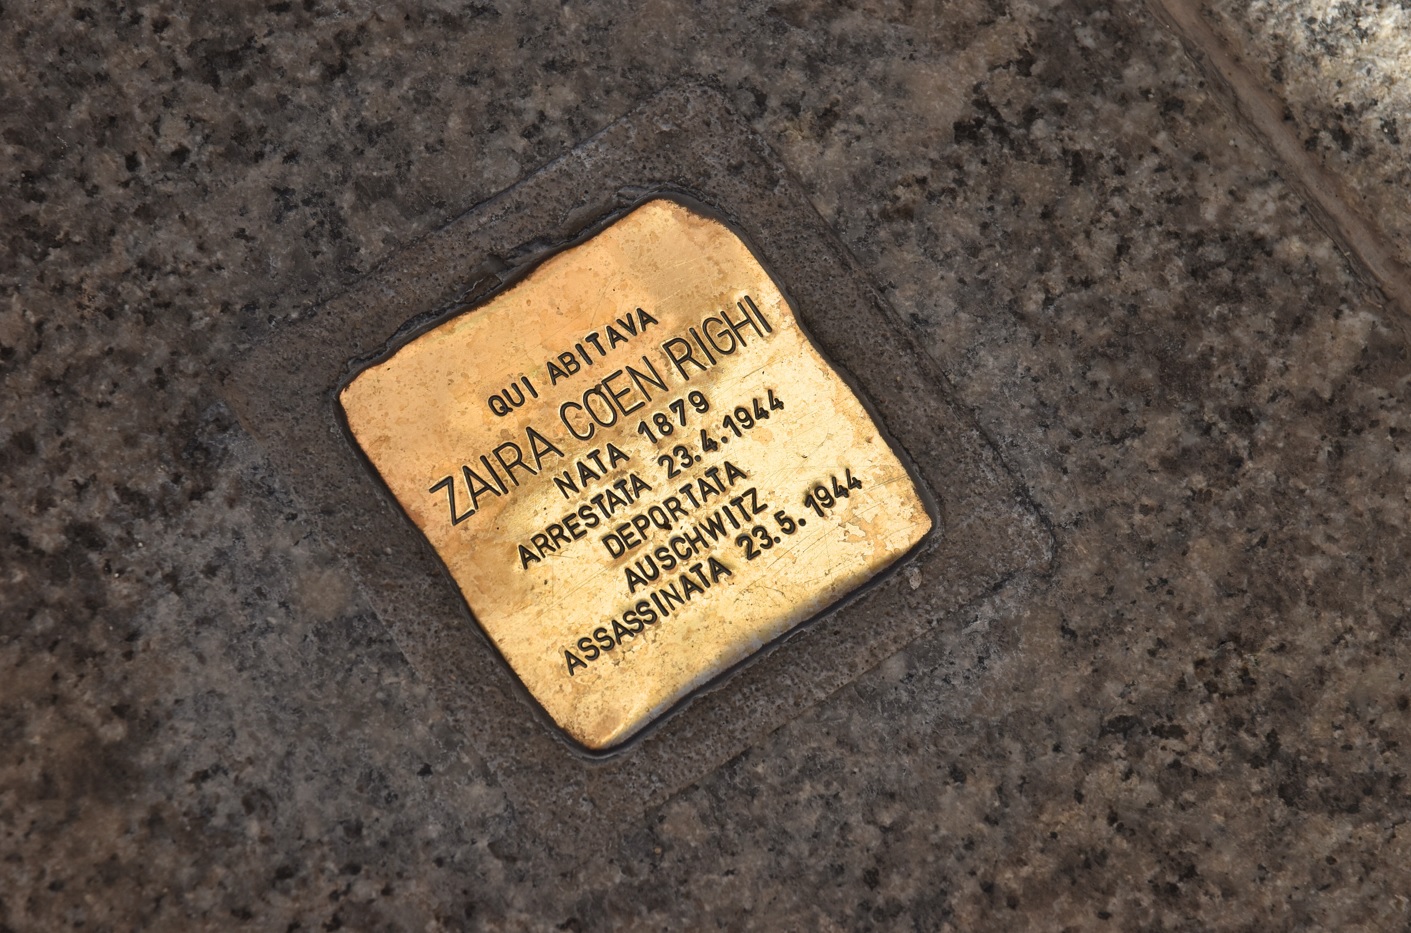 QUI ABITAVA
ZAIRA COEN RIGHI
NATA 1879
ARRESTATA 23.4.1944
DEPORTATA
AUSCHWITZ
ASSASSINATA 23.5.1944